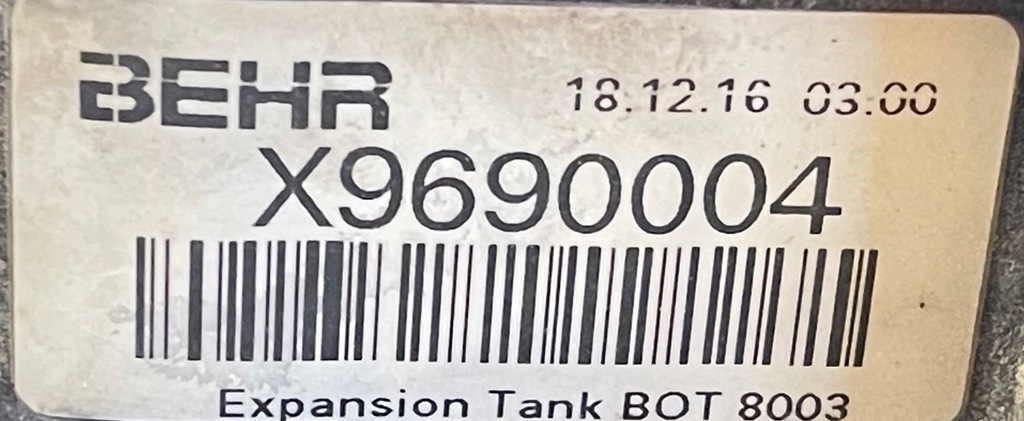 BEHR 18.12.16 03:00
X9690004
Expansion Tank BOT 8003